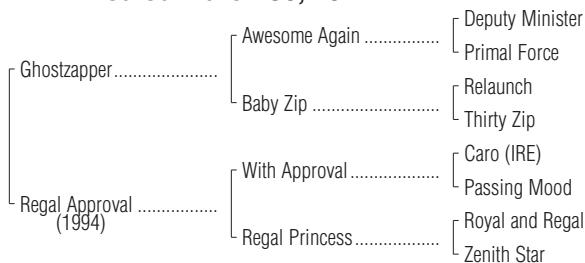 Deputy Minister
Awesome Again
Primal Force
Ghostzapper
Relaunch
Baby Zip
Thirty Zip
Caro (IRE)
With Approval
Passing Mood
Regal Approval
(1994)
Royal and Regal
Regal Princess
Zenith Star